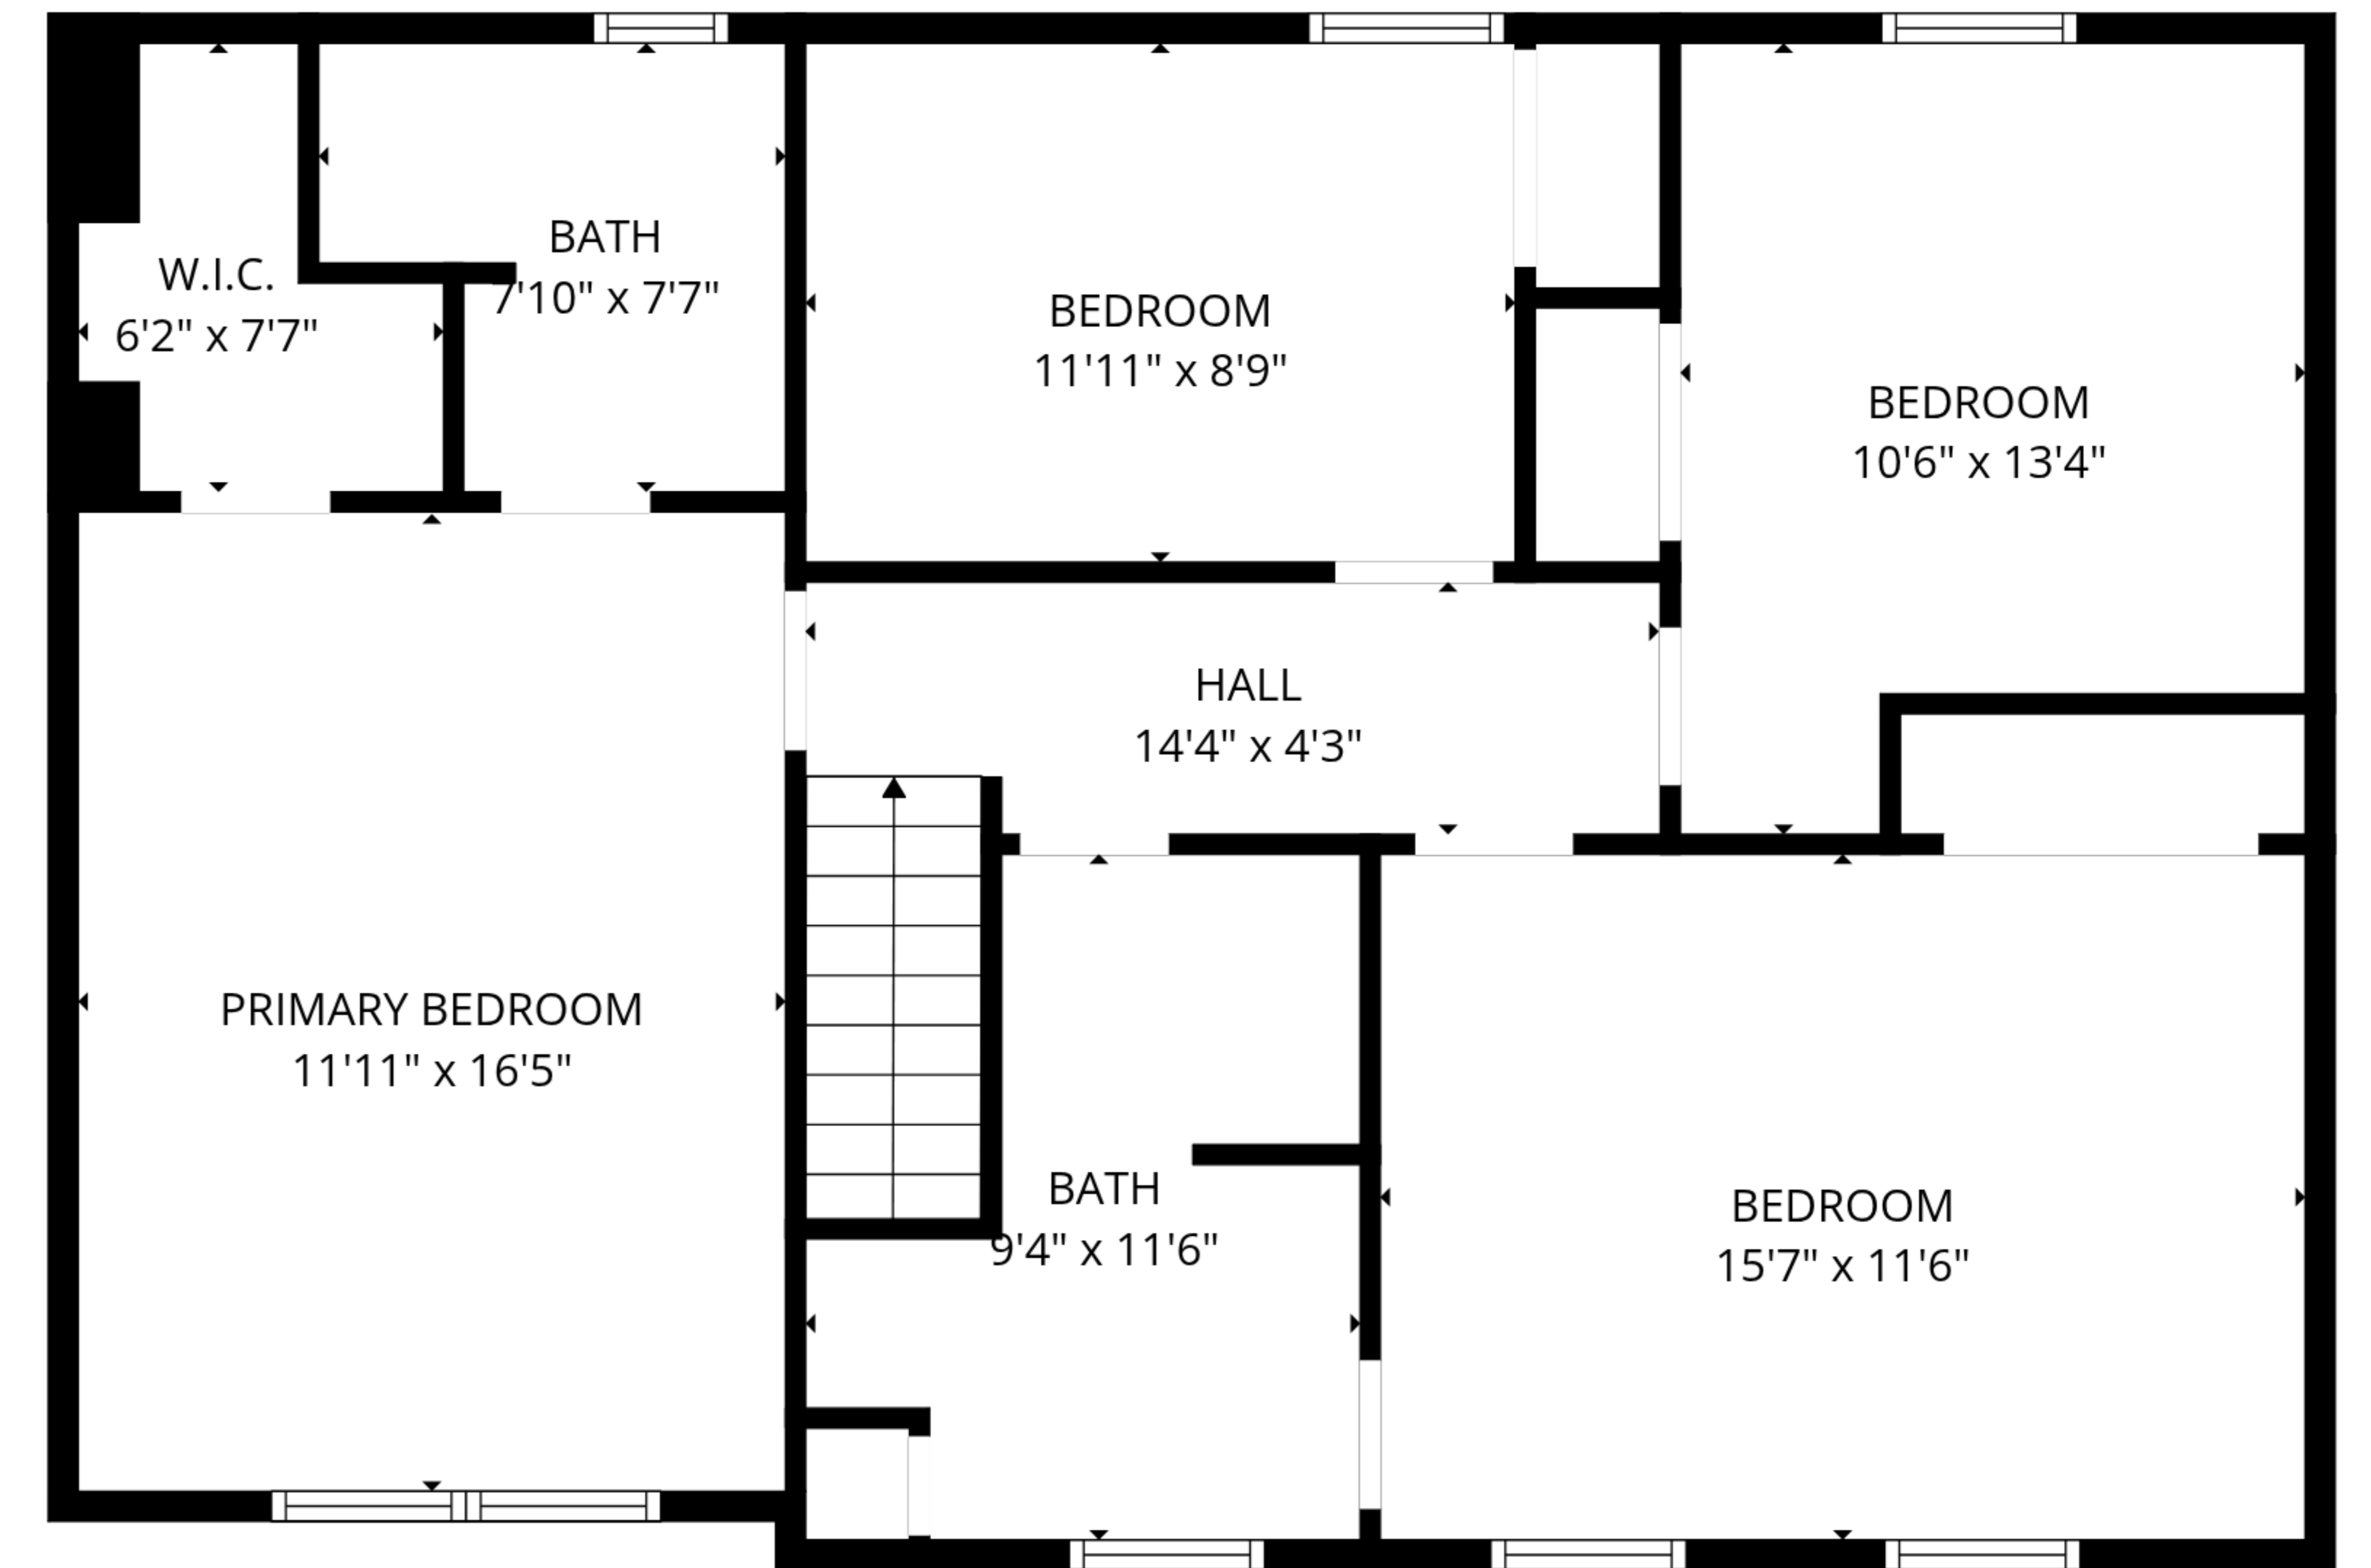 BATH
7'10" x 7'7"
W.I.C.
6'2" x 7'7"
BEDROOM
11'11" x 8'9"
BEDROOM
10'6" x 13'4"
HALL
14'4" x 4'3"
PRIMARY BEDROOM
11'11" x 16'5"
BATH
9'4" x 11'6"
BEDROOM
15'7" x 11'6"